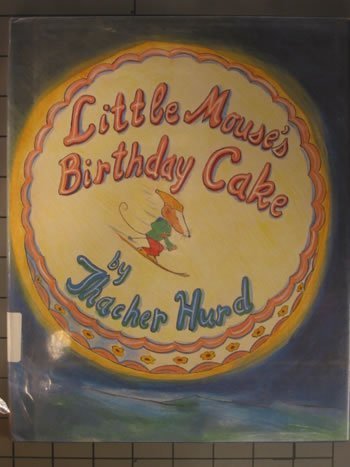 Little Mouse's
Birthday Cake
by
Thacher Hurd